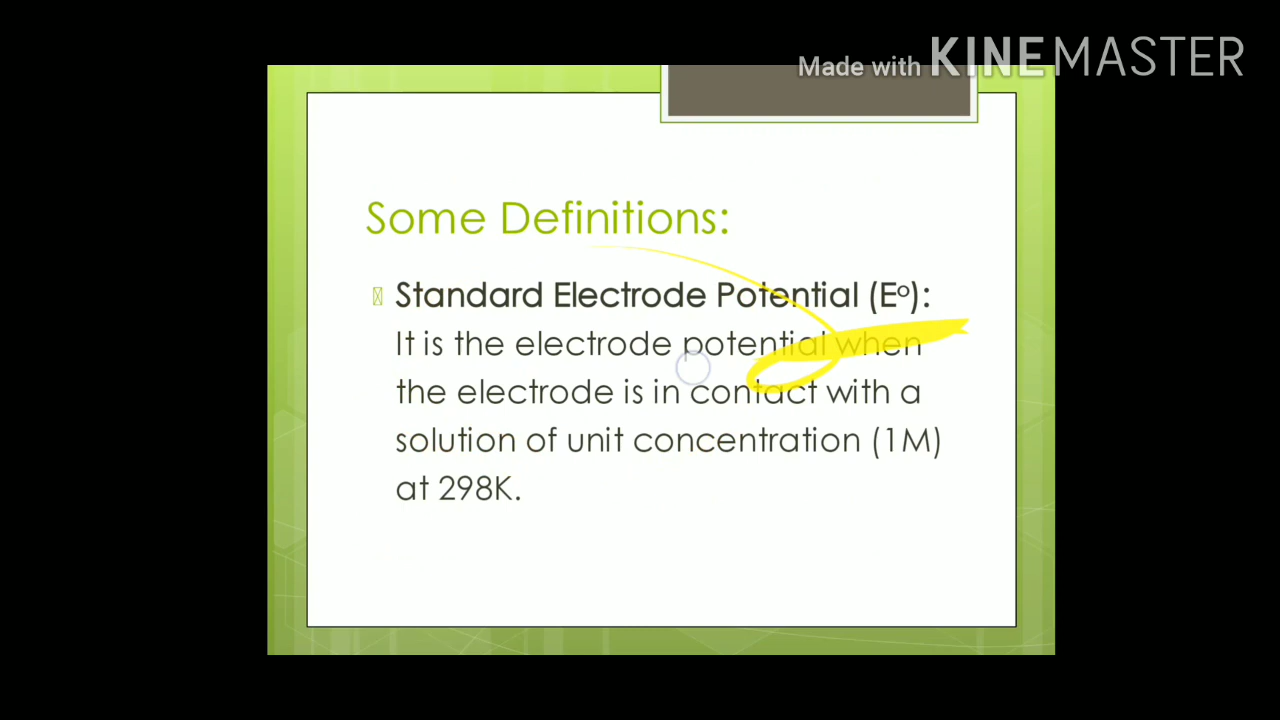 Made with KINEMASTER
Some Definitions:
Standard Electrode Potential (Eº):
It is the electrode potential when
the electrode is in contact with a
solution of unit concentration (1M)
at 298K.